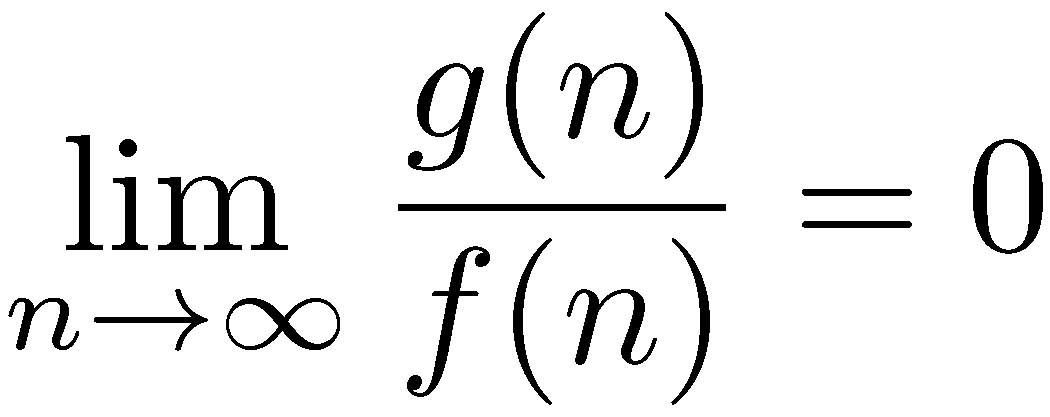 lim n→∞ g(n)/f(n) = 0